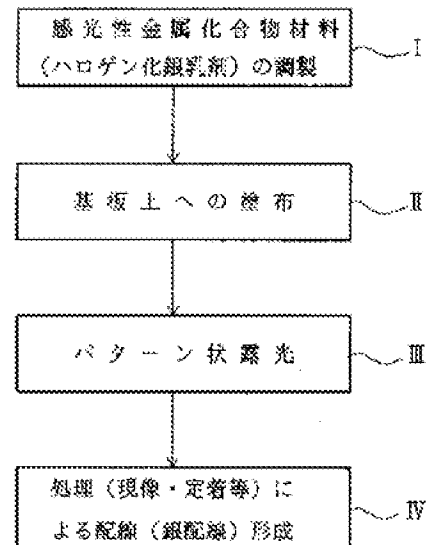 感光性金属化合物材料
(ハロゲン化銀乳剤)の調製
I
基板上への塗布
II
パターン状露光
III
処理(現像・定着等)に
よる配線(銀配線)形成
IV